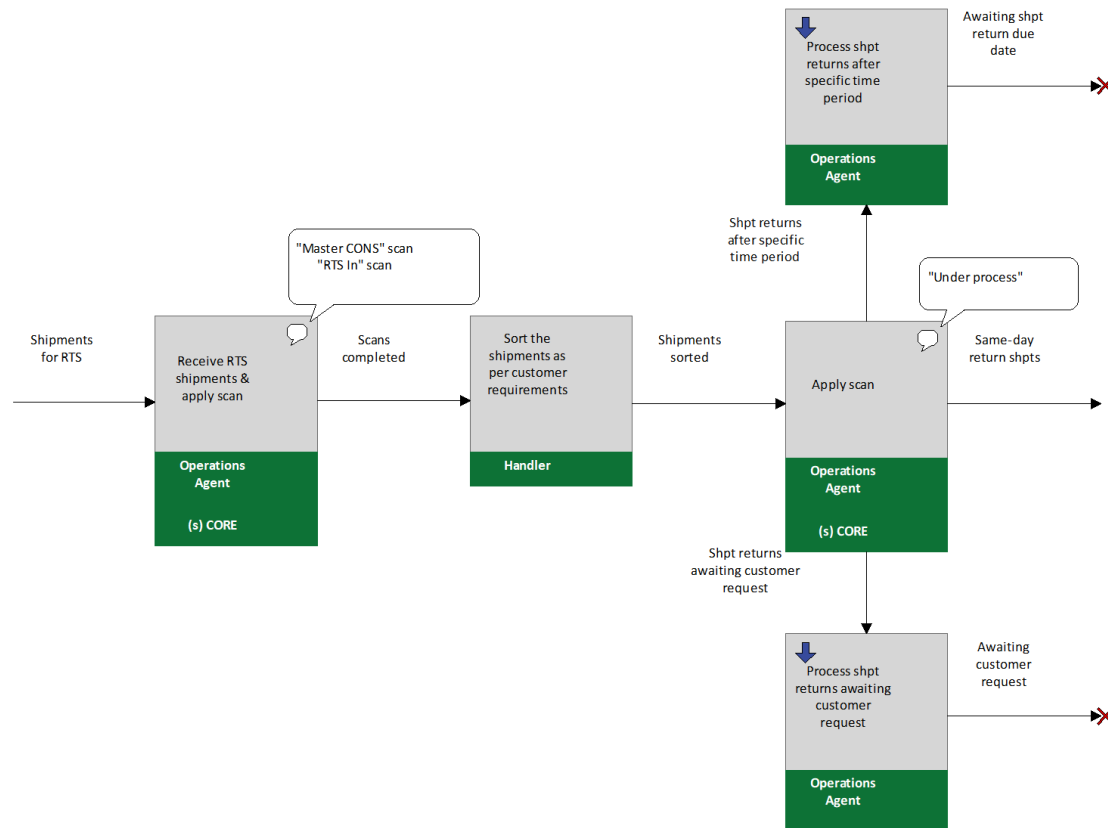 Awaiting shpt
return due
date
Process shpt
returns after
specific time
period
Operations
Agent
Shpt returns
after specific
time period
"Master CONS" scan
"RTS In" scan
"Under process"
Shipments
for RTS
Receive RTS
shipments &
apply scan
Operations
Agent
(s) CORE
Scans
completed
Sort the
shipments as
per customer
requirements
Handler
Shipments
sorted
Apply scan
Operations
Agent
(s) CORE
Same-day
return shpts
Shpt returns
awaiting customer
request
Process shpt
returns awaiting
customer
request
Operations
Agent
Awaiting
customer
request